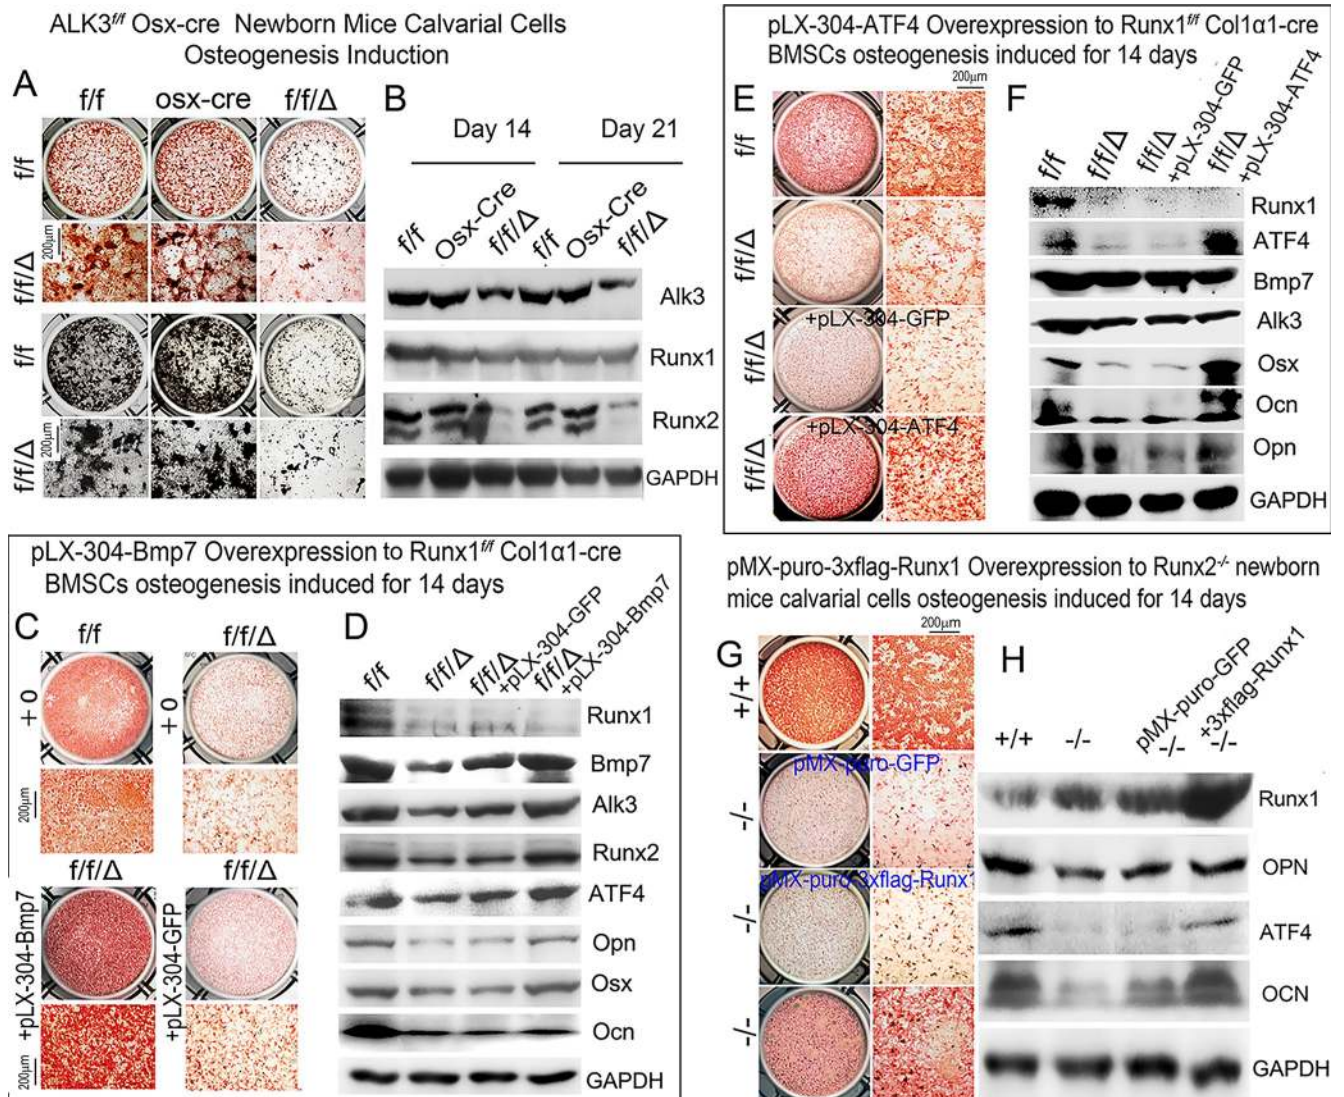 ALK3f/f Osx-cre Newborn Mice Calvarial Cells
Osteogenesis Induction
A
f/f osx-cre f/f/Δ
f/f
f/f/Δ
200µm
f/f
f/f/Δ
200µm
B
Day 14 Day 21
f/f Osx-Cre f/f/Δ f/f Osx-Cre f/f/Δ
Alk3
Runx1
Runx2
GAPDH
pLX-304-Bmp7 Overexpression to Runx1f/f Col1α1-cre
BMSCs osteogenesis induced for 14 days
C
f/f f/f/Δ
+0 +0
200µm
f/f/Δ f/f/Δ
+pLX-304-Bmp7 +pLX-304-GFP
200µm
D
f/f f/f/Δ f/f/Δ +pLX-304-GFP f/f/Δ +pLX-304-Bmp7
Runx1
Bmp7
Alk3
Runx2
ATF4
Opn
Osx
Ocn
GAPDH
pLX-304-ATF4 Overexpression to Runx1f/f Col1α1-cre
BMSCs osteogenesis induced for 14 days
200µm
E
f/f
f/f/Δ
+pLX-304-GFP
f/f/Δ
+pLX-304-ATF4
f/f/Δ
F
f/f f/f/Δ f/f/Δ +pLX-304-GFP f/f/Δ +pLX-304-ATF4
Runx1
ATF4
Bmp7
Alk3
Osx
Ocn
Opn
GAPDH
pMX-puro-3xflag-Runx1 Overexpression to Runx2-/- newborn
mice calvarial cells osteogenesis induced for 14 days
200µm
G
+/+
pMX-puro-GFP
-/-
pMX-puro-3xflag-Runx1
-/-
-/-
H
pMX-puro-GFP +3xflag-Runx1
+/+ -/- -/- -/-
Runx1
OPN
ATF4
OCN
GAPDH